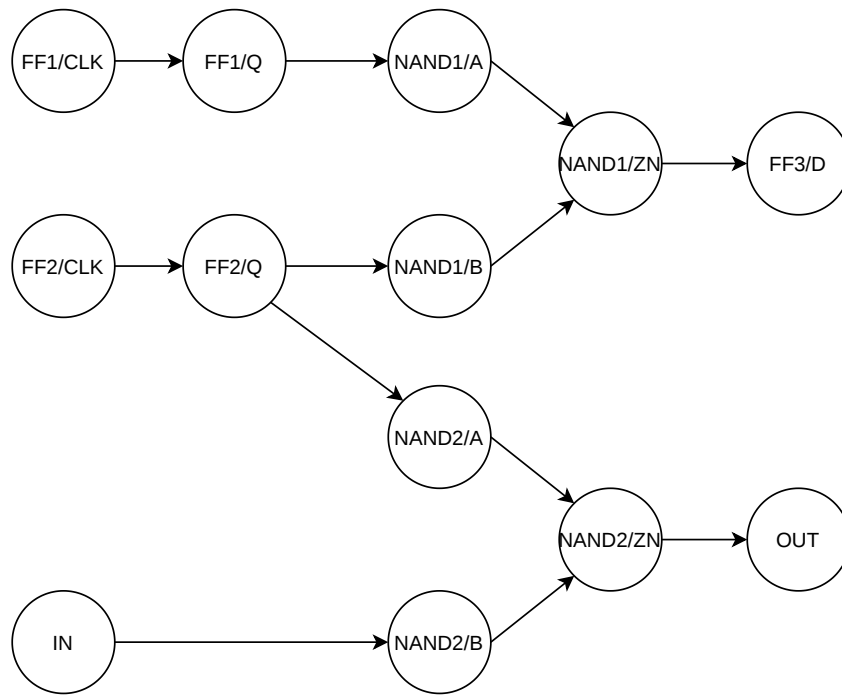 FF1/CLK
FF1/Q
NAND1/A
NAND1/ZN
FF3/D
FF2/CLK
FF2/Q
NAND1/B
NAND2/A
NAND2/ZN
OUT
IN
NAND2/B